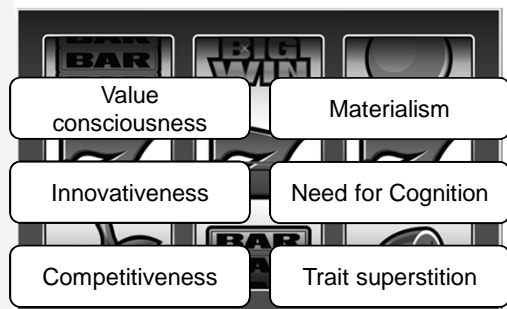 BAR
BIG
WIN
Value
consciousness
Materialism
Innovativeness
Need for Cognition
BAR
Competitiveness
Trait superstition